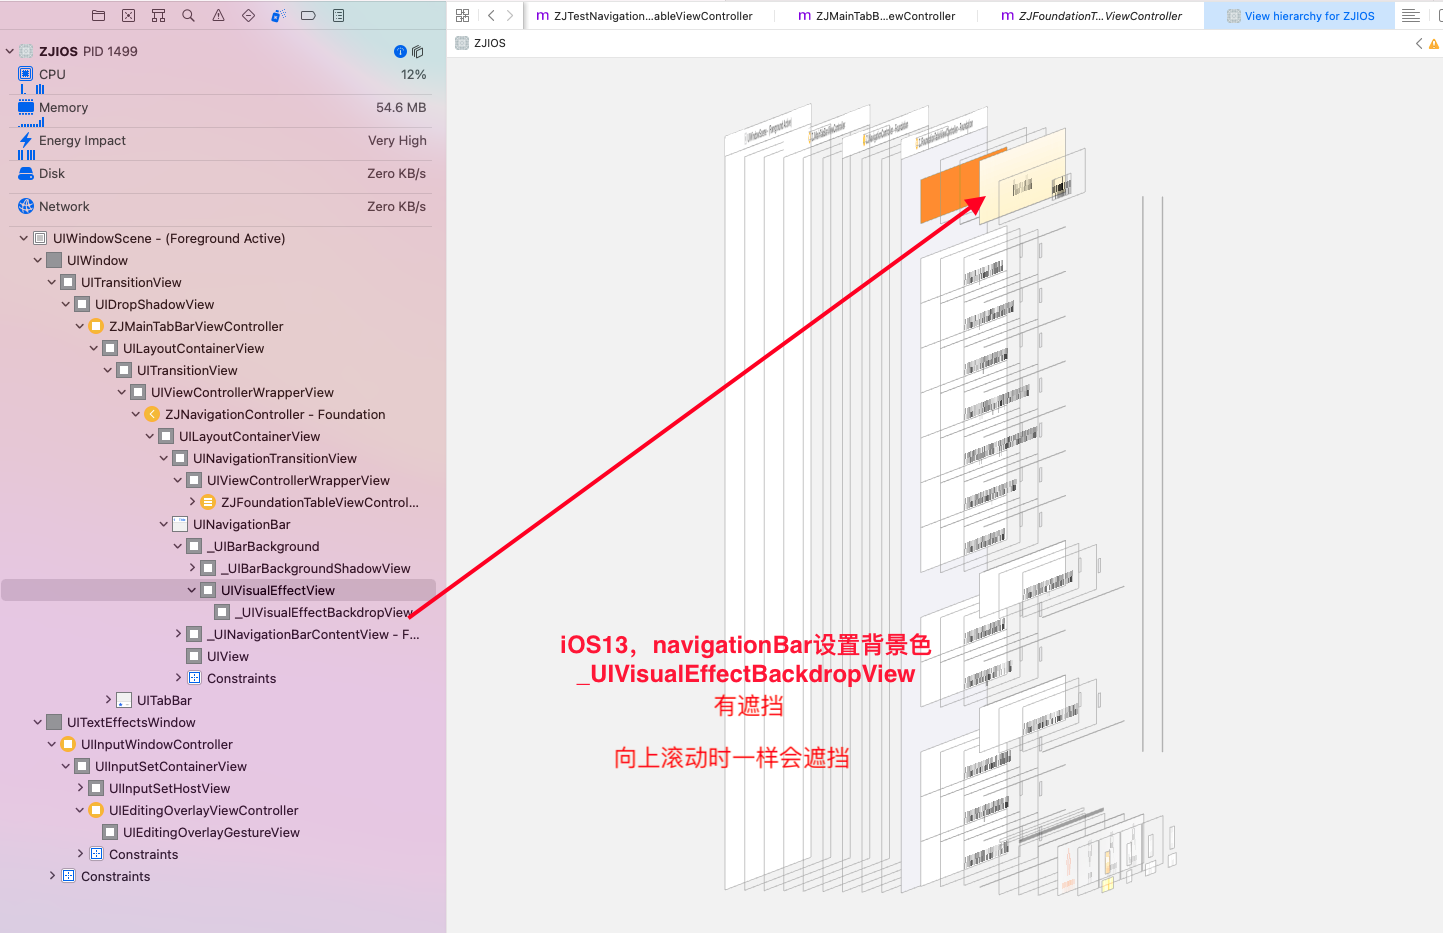 ZJTestNavigation...ableViewController
ZJMainTabB...ewController
ZJFoundationT...ViewController
View hierarchy for ZJIOS
ZJIOS
ZJIOS PID 1499
CPU 12%
Memory 54.6 MB
Energy Impact Very High
Disk Zero KB/s
Network Zero KB/s
UIWindowScene - (Foreground Active)
UIWindow
UITransitionView
UIDropShadowView
ZJMainTabBarViewController
UILayoutContainerView
UITransitionView
UIViewControllerWrapperView
ZJNavigationController - Foundation
UILayoutContainerView
UINavigationTransitionView
UIViewControllerWrapperView
ZJFoundationTableViewControl...
UINavigationBar
_UIBarBackground
_UIBarBackgroundShadowView
UIVisualEffectView
_UIVisualEffectBackdropView
_UINavigationBarContentView - F...
UIView
Constraints
UITabBar
UITextEffectsWindow
UIInputWindowController
UIInputSetContainerView
UIInputSetHostView
UIEditingOverlayViewController
UIEditingOverlayGestureView
Constraints
Constraints
iOS13，navigationBar设置背景色
_UIVisualEffectBackdropView
有遮挡
向上滚动时一样会遮挡